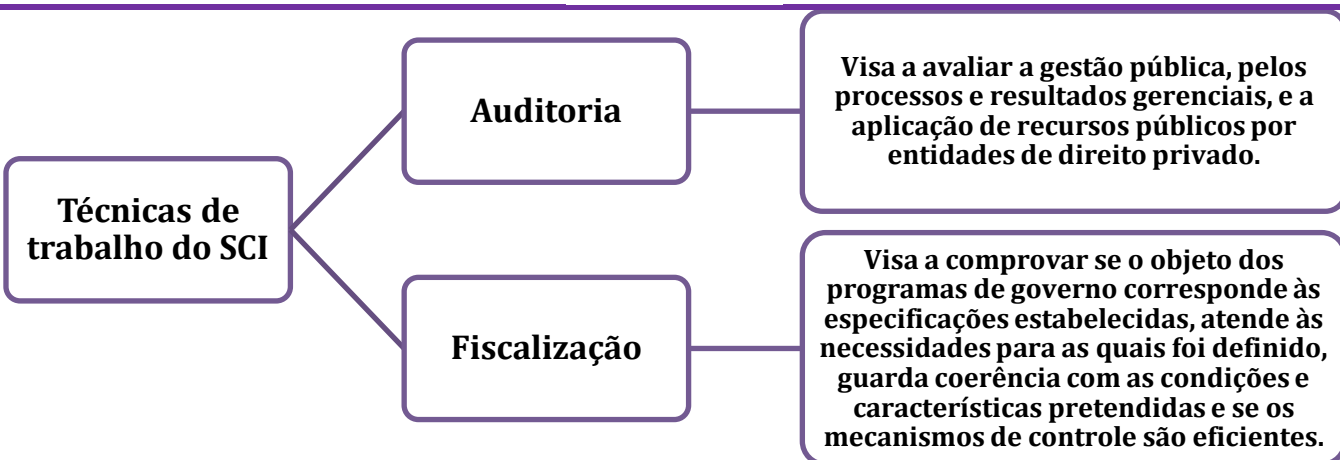 Técnicas de
trabalho do SCI
Auditoria
Visa a avaliar a gestão pública, pelos
processos e resultados gerenciais, e a
aplicação de recursos públicos por
entidades de direito privado.
Fiscalização
Visa a comprovar se o objeto dos
programas de governo corresponde às
especificações estabelecidas, atende às
necessidades para as quais foi definido,
guarda coerência com as condições e
características pretendidas e se os
mecanismos de controle são eficientes.